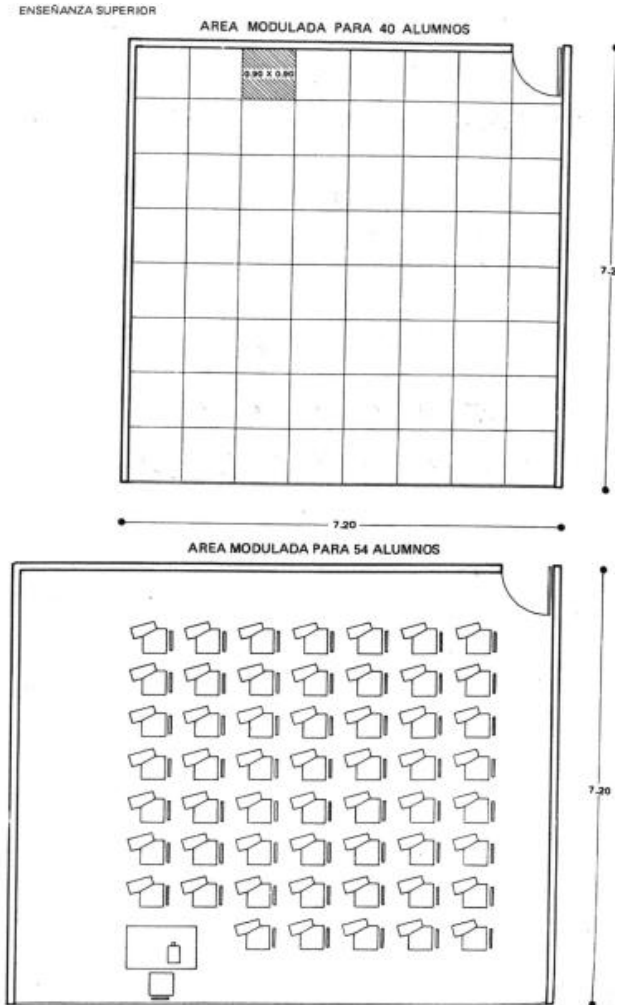 ENSEÑANZA SUPERIOR
AREA MODULADA PARA 40 ALUMNOS
0.90 X 0.90
7.20
AREA MODULADA PARA 54 ALUMNOS
7.20